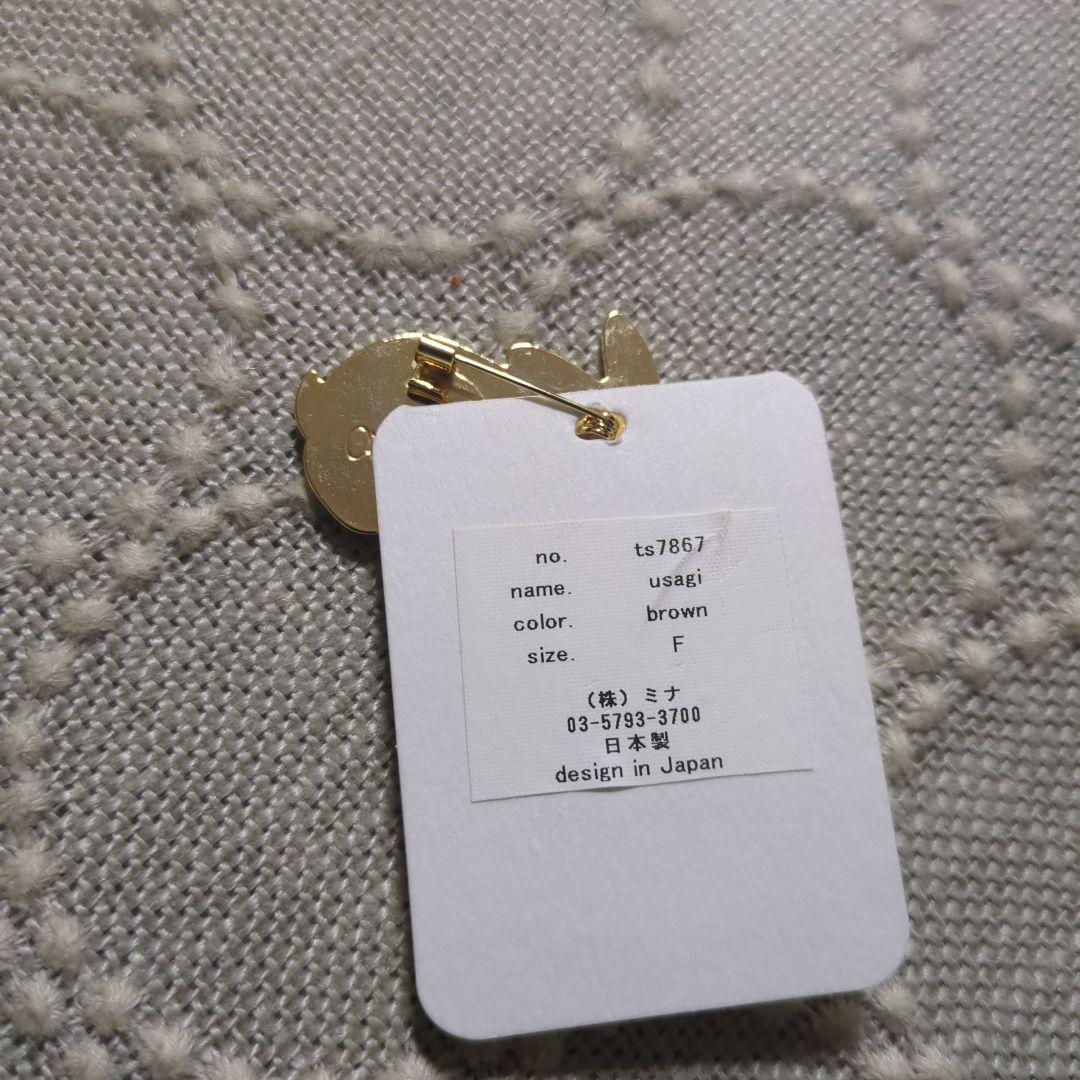 no. ts7867
name. usagi
color. brown
size. F
（株）ミナ
03-5793-3700
日本製
design in Japan